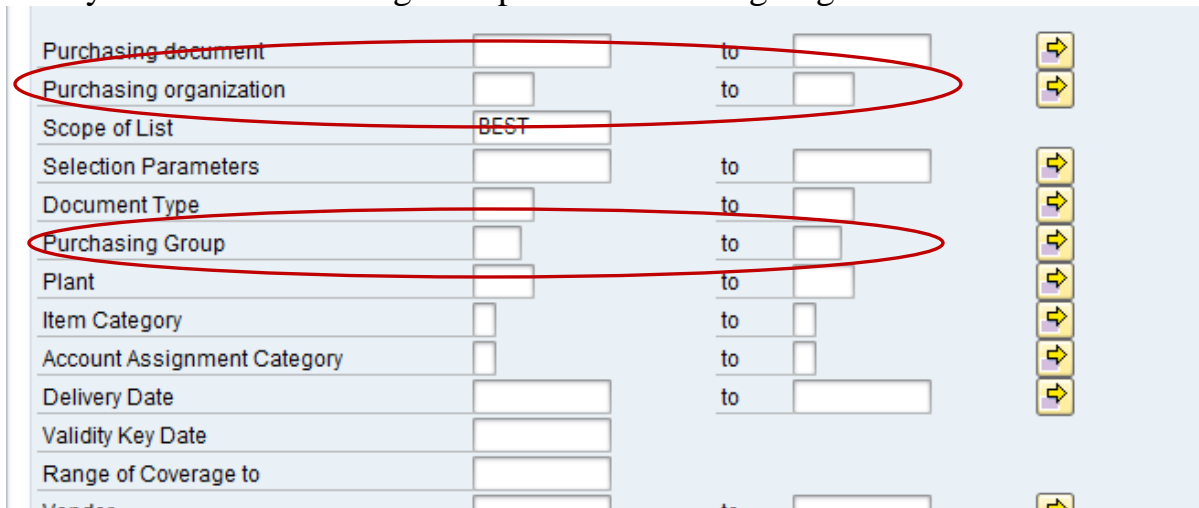 Purchasing document to
Purchasing organization to
Scope of List BEST
Selection Parameters to
Document Type to
Purchasing Group to
Plant to
Item Category to
Account Assignment Category to
Delivery Date to
Validity Key Date
Range of Coverage to
Vendor to